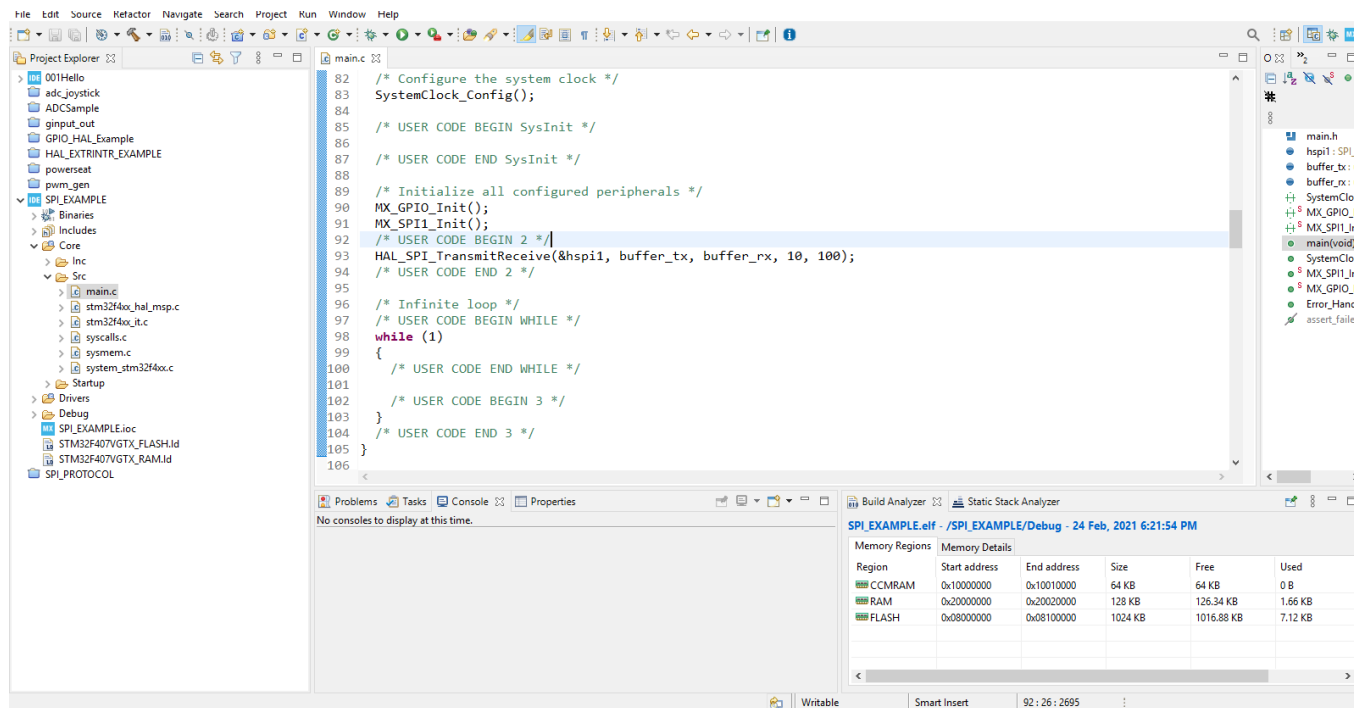 File Edit Source Refactor Navigate Search Project Run Window Help
Project Explorer
IDE 001Hello
adc_joystick
ADCSample
ginput_out
GPIO_HAL_Example
HAL_EXTRINTR_EXAMPLE
powerseat
pwm_gen
IDE SPI_EXAMPLE
Binaries
Includes
Core
Inc
Src
main.c
stm32f4xx_hal_msp.c
stm32f4xx_it.c
syscalls.c
sysmem.c
system_stm32f4xx.c
Startup
Drivers
Debug
MX SPI_EXAMPLE.ioc
STM32F407VGTX_FLASH.ld
STM32F407VGTX_RAM.ld
SPI_PROTOCOL
main.c
82 /* Configure the system clock */
83 SystemClock_Config();
84
85 /* USER CODE BEGIN SysInit */
86
87 /* USER CODE END SysInit */
88
89 /* Initialize all configured peripherals */
90 MX_GPIO_Init();
91 MX_SPI1_Init();
92 /* USER CODE BEGIN 2 */
93 HAL_SPI_TransmitReceive(&hspi1, buffer_tx, buffer_rx, 10, 100);
94 /* USER CODE END 2 */
95
96 /* Infinite loop */
97 /* USER CODE BEGIN WHILE */
98 while (1)
99 {
100 /* USER CODE END WHILE */
101
102 /* USER CODE BEGIN 3 */
103 }
104 /* USER CODE END 3 */
105 }
106
main.h
hspi1 : SPI_
buffer_tx :
buffer_rx :
SystemClo
MX_GPIO_
MX_SPI1_I
main(void)
SystemClo
MX_SPI1_I
MX_GPIO_
Error_Hand
assert_faile
Problems Tasks Console Properties
No consoles to display at this time.
Build Analyzer Static Stack Analyzer
SPI_EXAMPLE.elf - /SPI_EXAMPLE/Debug - 24 Feb, 2021 6:21:54 PM
Memory Regions Memory Details
Region Start address End address Size Free Used
CCMRAM 0x10000000 0x10010000 64 KB 64 KB 0 B
RAM 0x20000000 0x20020000 128 KB 126.34 KB 1.66 KB
FLASH 0x08000000 0x08100000 1024 KB 1016.88 KB 7.12 KB
Writable Smart Insert 92 : 26 : 2695